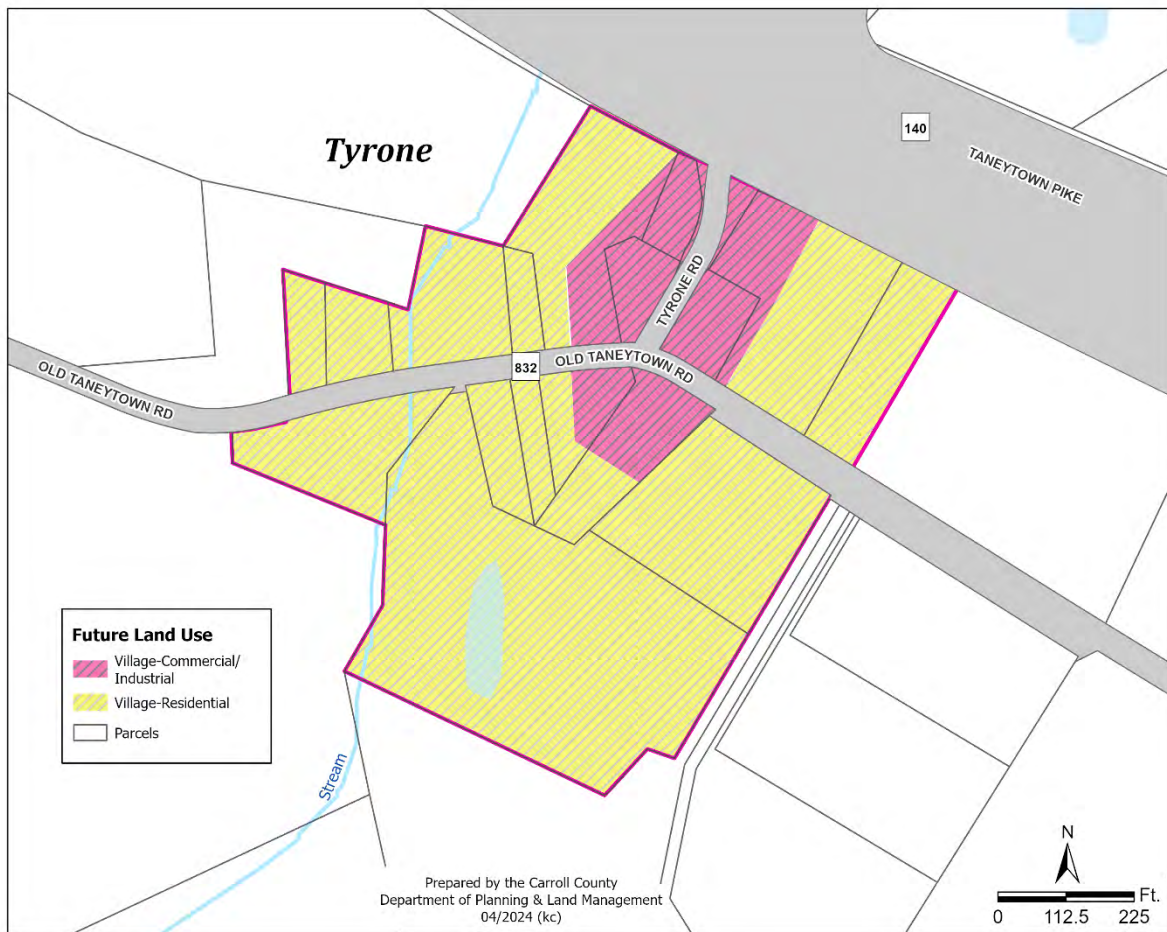 Tyrone
140
TANEYTOWN PIKE
TYRONE RD
832
OLD TANEYTOWN RD
OLD TANEYTOWN RD
Future Land Use
Village-Commercial/
Industrial
Village-Residential
Parcels
Stream
Prepared by the Carroll County
Department of Planning & Land Management
04/2024 (kc)
N
Ft.
0 112.5 225